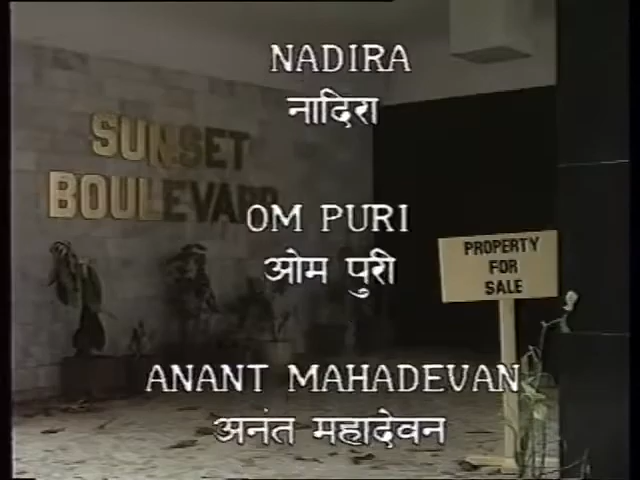 NADIRA
नादिरा
SUNSET
BOULEVARD
OM PURI
ओम पुरी
PROPERTY
FOR
SALE
ANANT MAHADEVAN
अनंत महादेवन